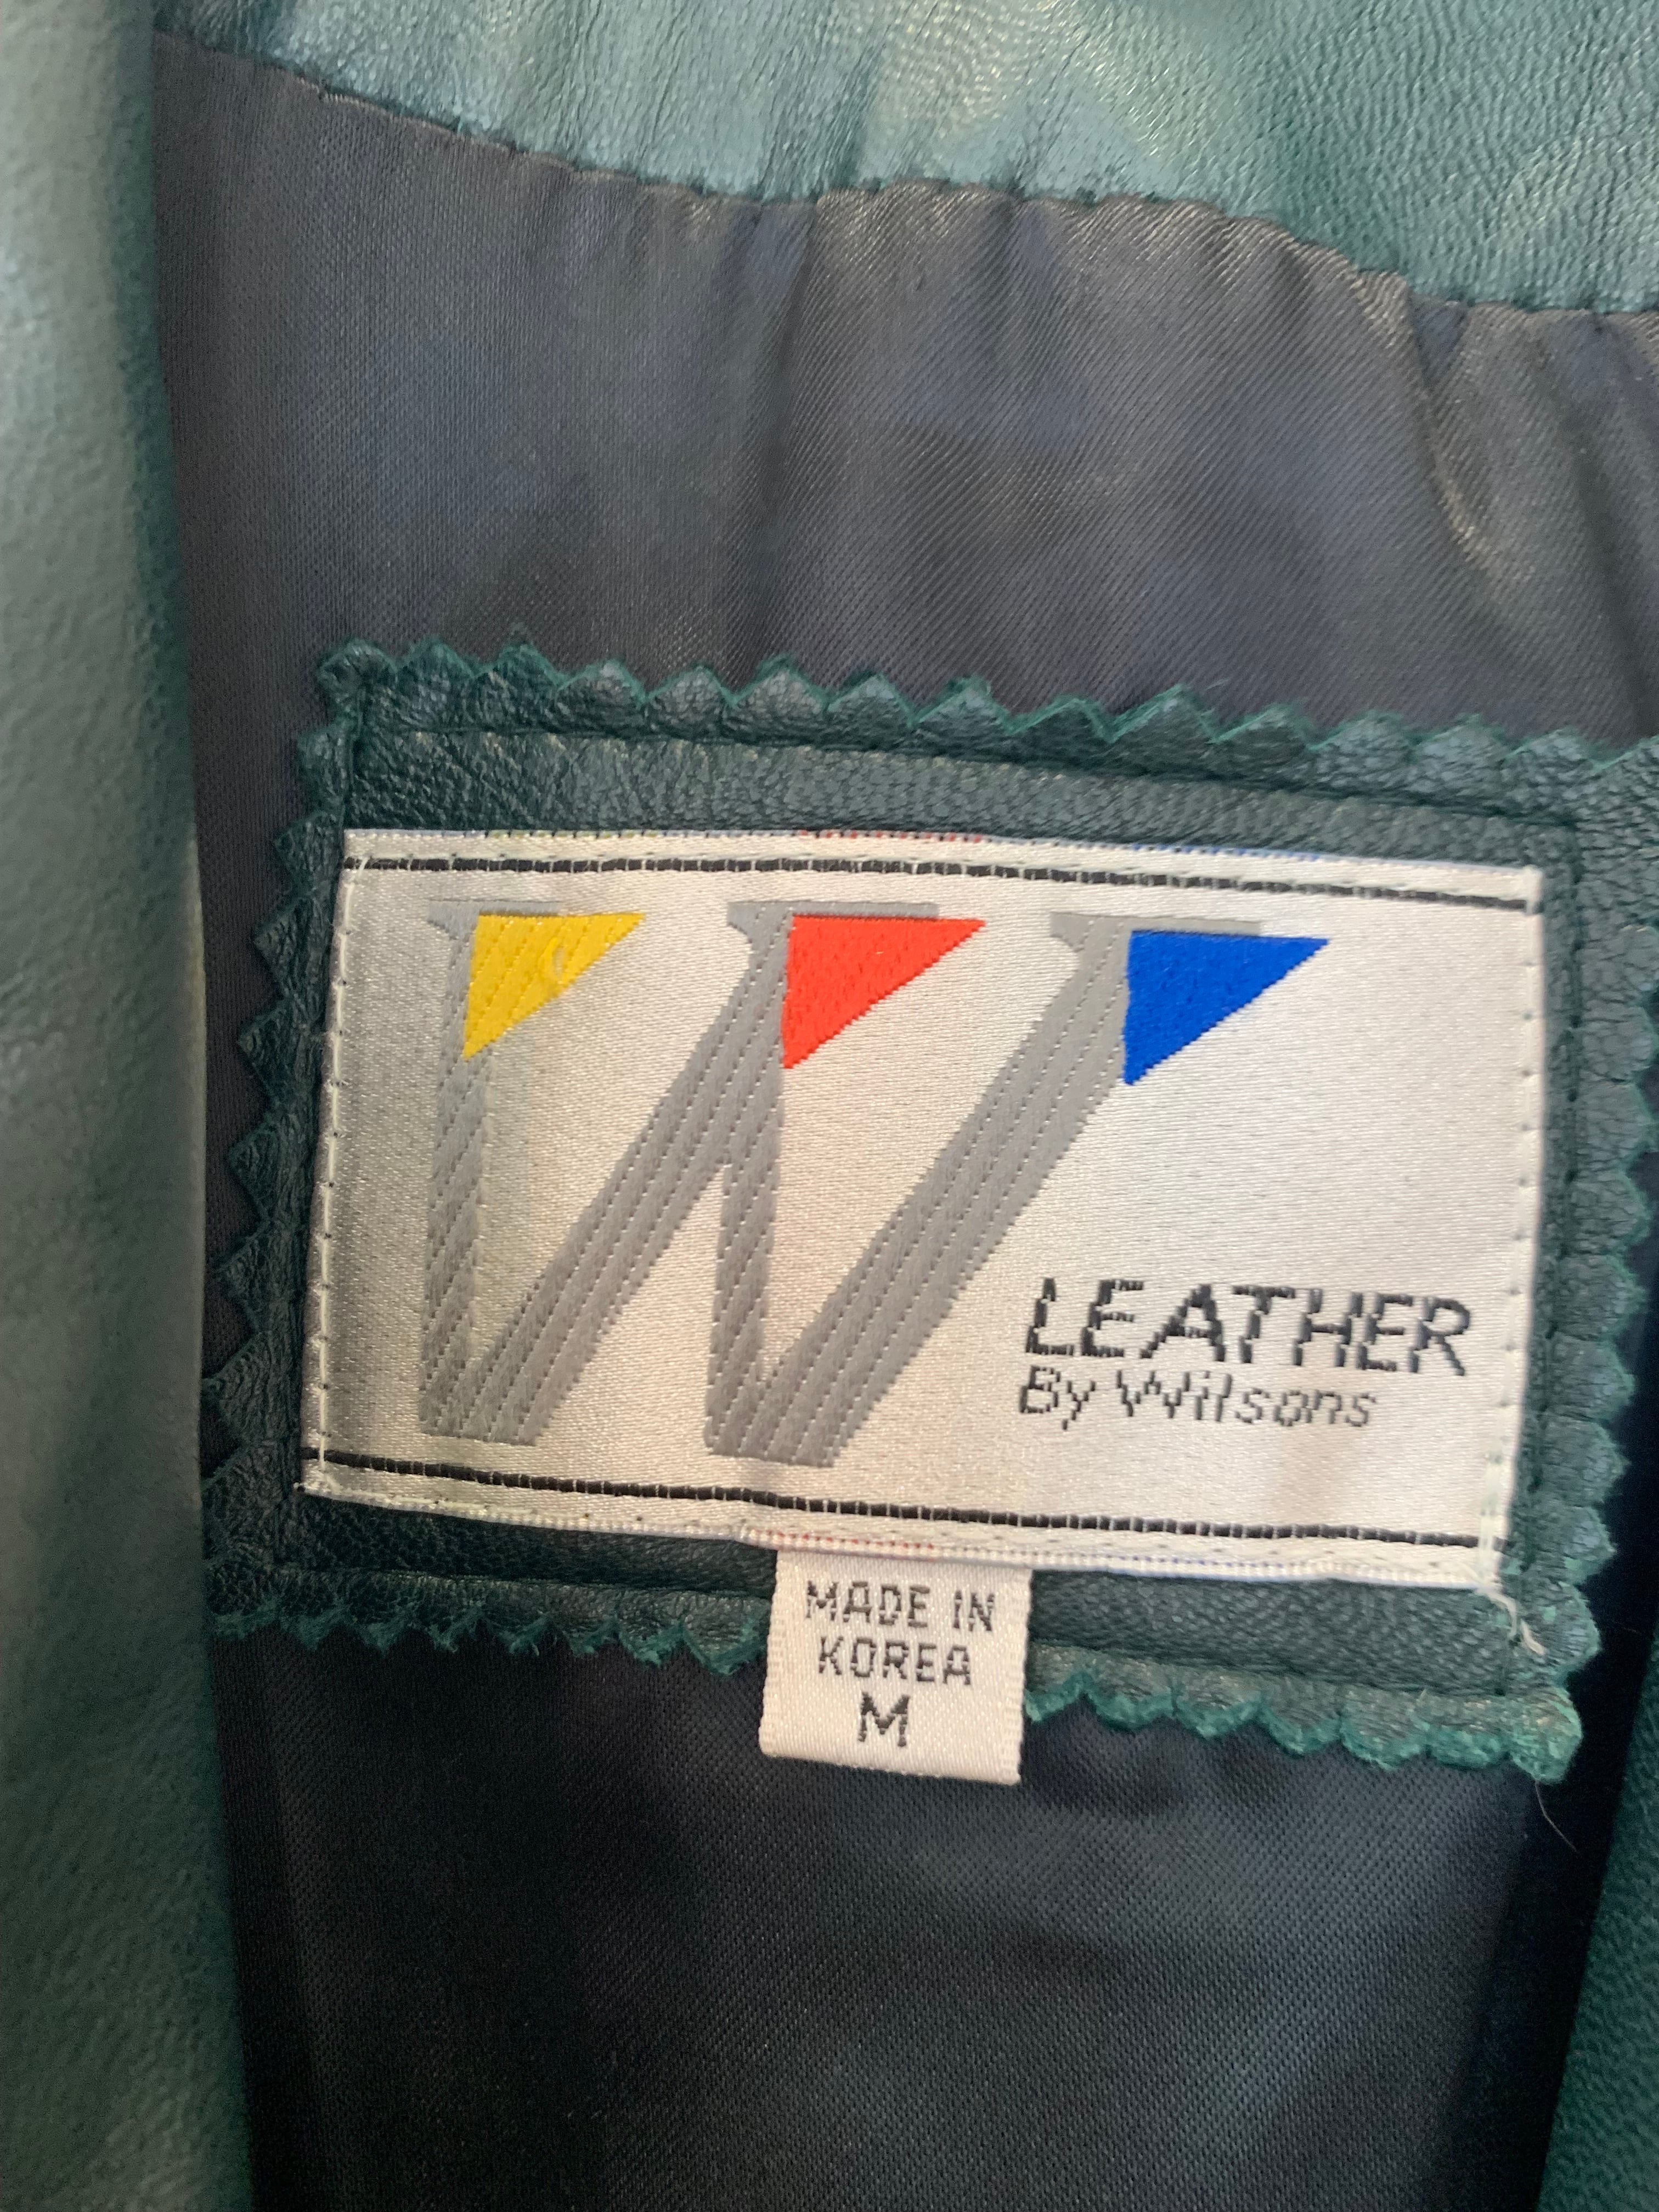 W
LEATHER
By Wilsons
MADE IN
KOREA
M